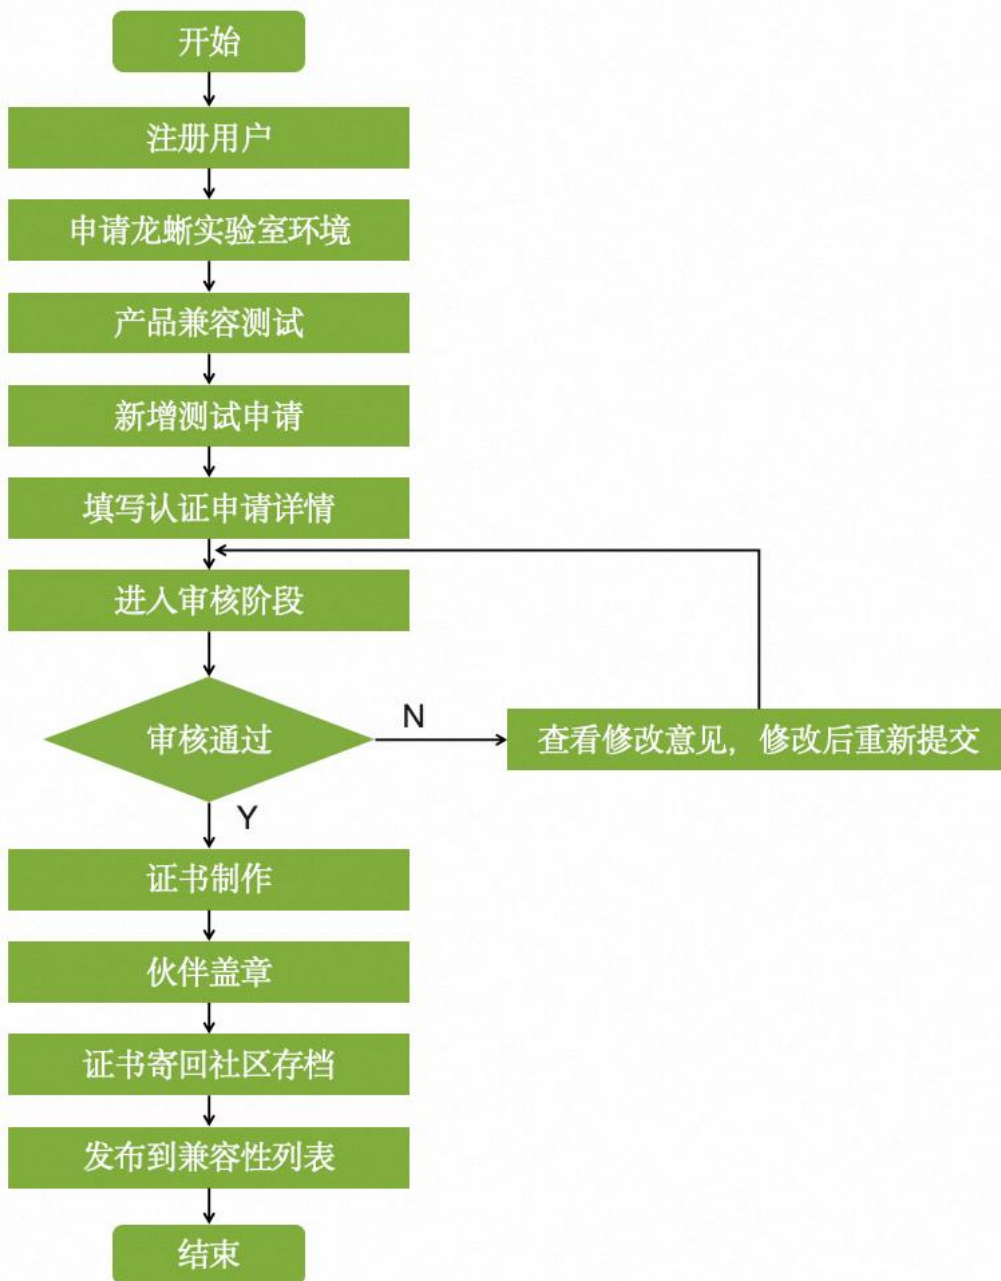 开始
注册用户
申请龙蜥实验室环境
产品兼容测试
新增测试申请
填写认证申请详情
进入审核阶段
审核通过
N
查看修改意见，修改后重新提交
Y
证书制作
伙伴盖章
证书寄回社区存档
发布到兼容性列表
结束